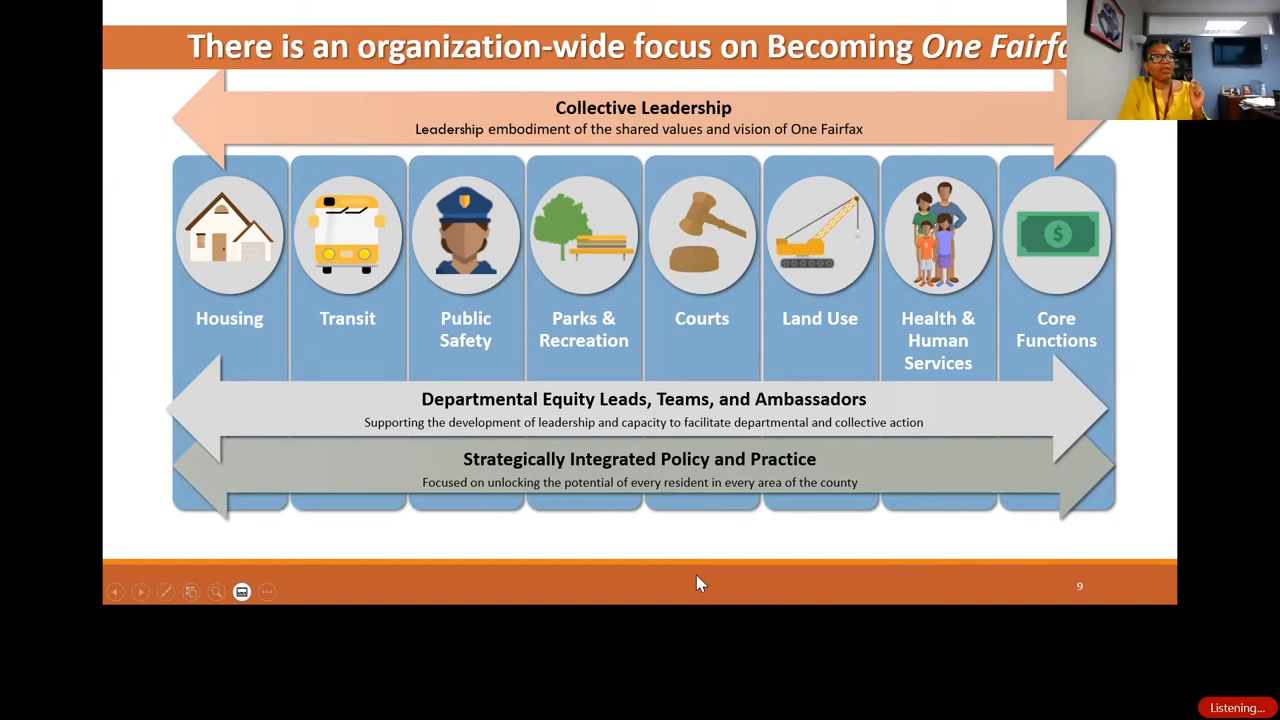 There is an organization-wide focus on Becoming One
Collective Leadership
Leadership embodiment of the shared values and vision of One Fairfax
Housing
Transit
Public
Safety
Parks &
Recreation
Courts
Land Use
Health &
Human
Services
$
Core
Functions
Departmental Equity Leads, Teams, and Ambassadors
Supporting the development of leadership and capacity to facilitate departmental and collective action
Strategically Integrated Policy and Practice
Focused on unlocking the potential of every resident in every area of the county
9
Listening...